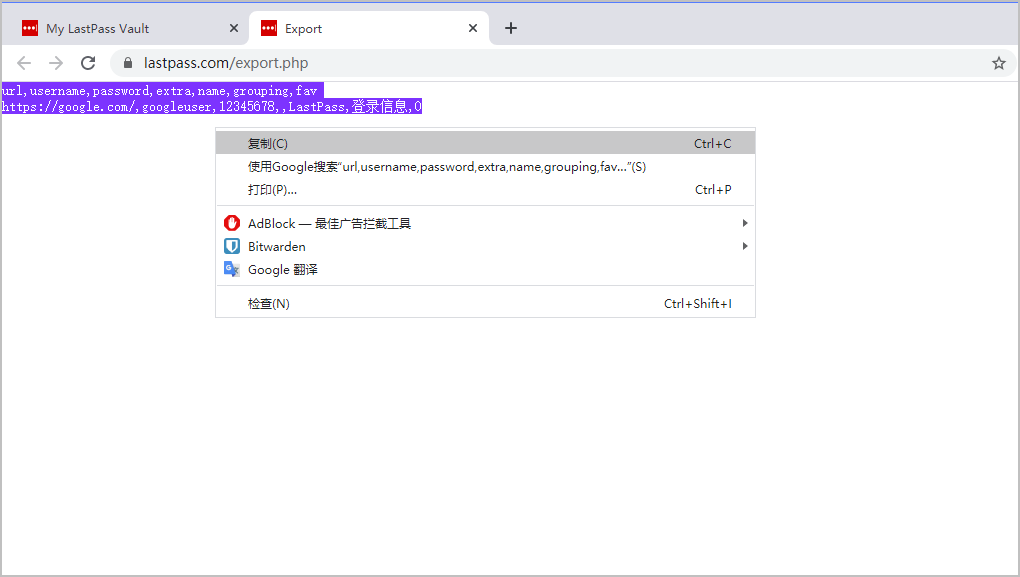 My LastPass Vault
Export
lastpass.com/export.php
url,username,password,extra,name,grouping,fav
https://google.com/,googleuser,12345678,,LastPass,登录信息,0
复制(C) Ctrl+C
使用Google搜索“url,username,password,extra,name,grouping,fav...”(S)
打印(P)... Ctrl+P
AdBlock — 最佳广告拦截工具
Bitwarden
Google 翻译
检查(N) Ctrl+Shift+I